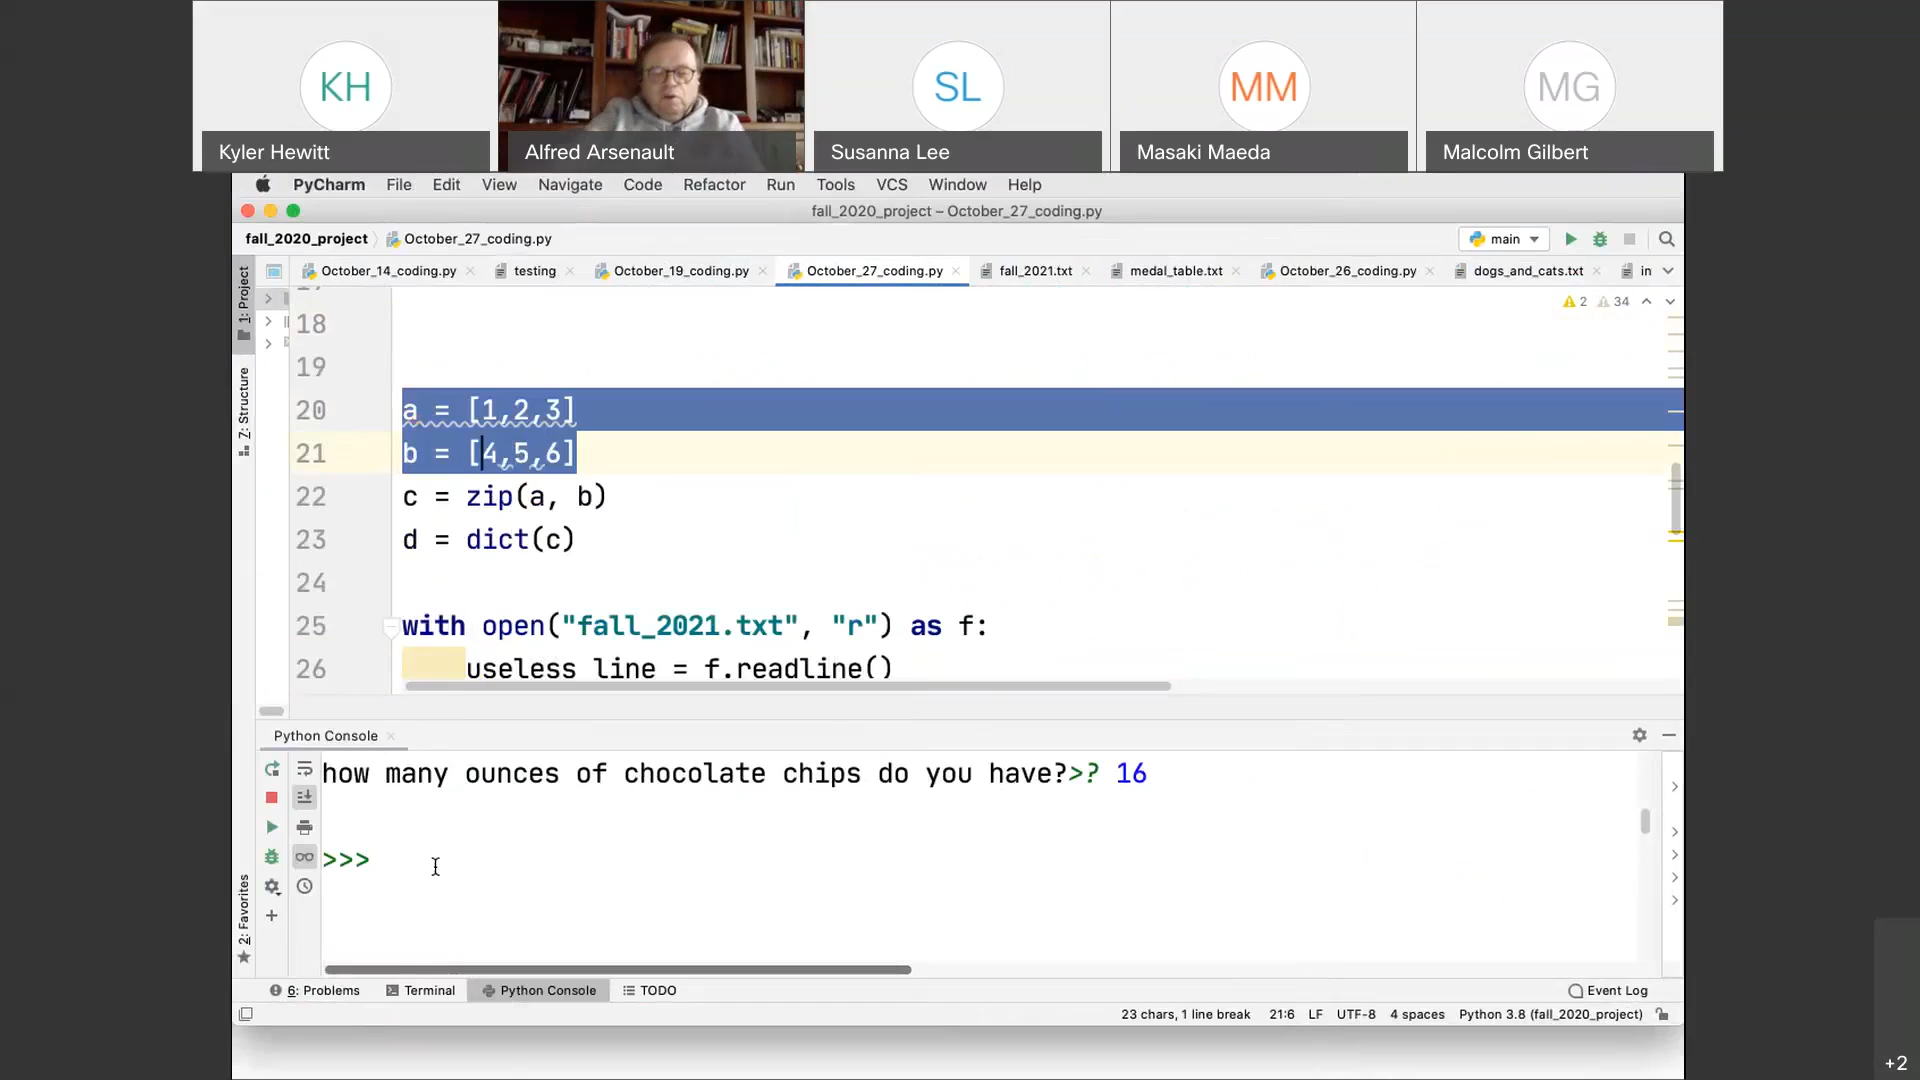 KH
SL
MM
MG
Kyler Hewitt
Alfred Arsenault
Susanna Lee
Masaki Maeda
Malcolm Gilbert
PyCharm File Edit View Navigate Code Refactor Run Tools VCS Window Help
fall_2020_project – October_27_coding.py
fall_2020_project October_27_coding.py
main
October_14_coding.py testing October_19_coding.py October_27_coding.py fall_2021.txt medal_table.txt October_26_coding.py dogs_and_cats.txt in
1: Project
Z: Structure
2: Favorites
2 34
18
19
20 a = [1,2,3]
21 b = [4,5,6]
22 c = zip(a, b)
23 d = dict(c)
24
25 with open("fall_2021.txt", "r") as f:
26 useless line = f.readline()
Python Console
how many ounces of chocolate chips do you have?>? 16
>>>
6: Problems Terminal Python Console TODO Event Log
23 chars, 1 line break 21:6 LF UTF-8 4 spaces Python 3.8 (fall_2020_project)
+2